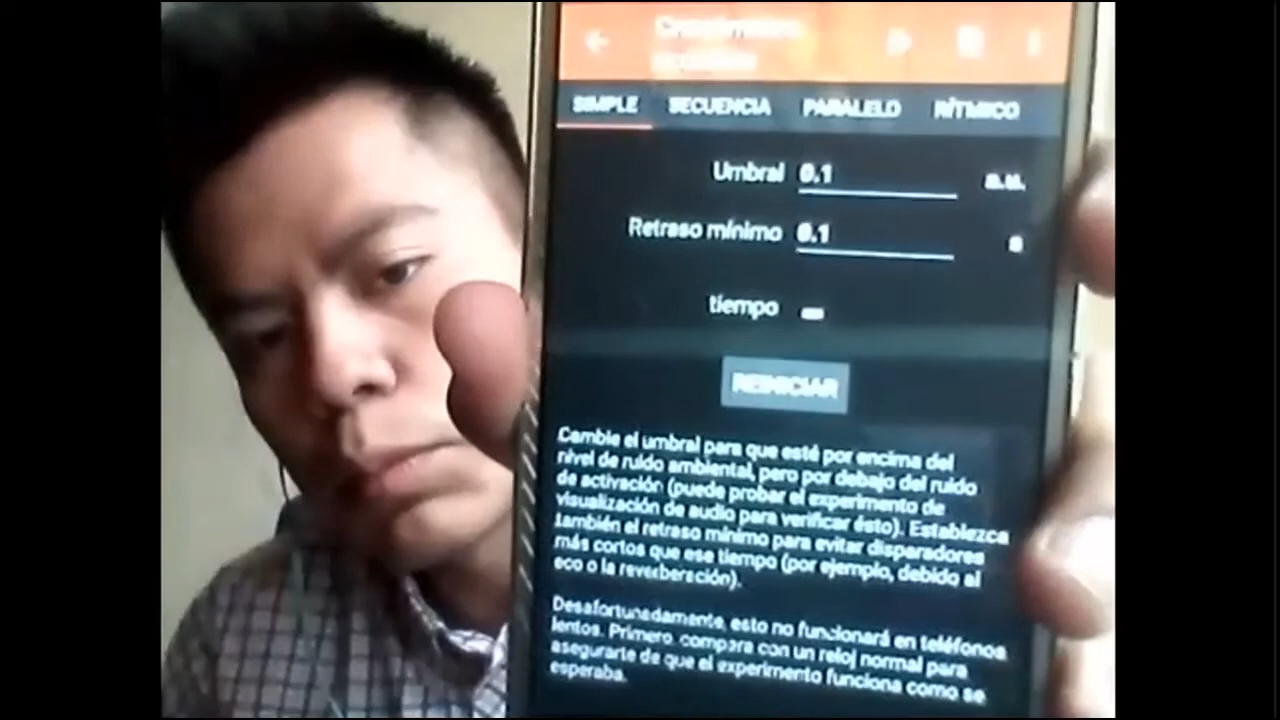 SIMPLE SECUENCIA PARALELO RÍTMICO
Umbral 0.1 a.u.
Retraso mínimo 0.1 s
tiempo
REINICIAR
Cambie el umbral para que esté por encima del
nivel de ruido ambiental, pero por debajo del ruido
de activación (puede probar el experimento de
visualización de audio para verificar ésto). Establezca
también el retraso mínimo para evitar disparadores
más cortos que ese tiempo (por ejemplo, debido al
eco o la reverberación).
Desafortunadamente, esto no funcionará en teléfonos
lentos. Primero, compara con un reloj normal para
asegurarte de que el experimento funciona como se
esperaba.